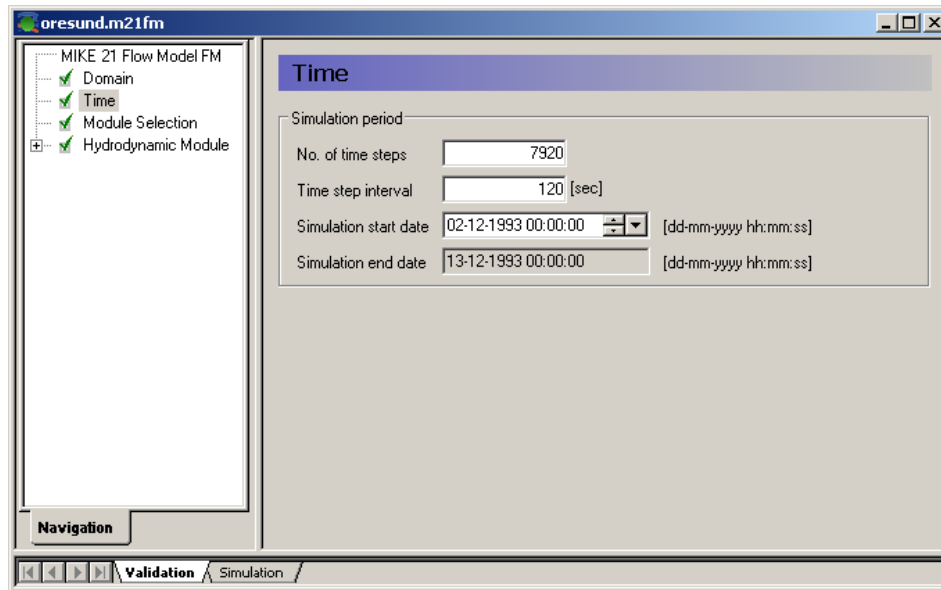 oresund.m21fm
MIKE 21 Flow Model FM
Domain
Time
Module Selection
Hydrodynamic Module
Navigation
Time
Simulation period
No. of time steps 7920
Time step interval 120 [sec]
Simulation start date 02-12-1993 00:00:00 [dd-mm-yyyy hh:mm:ss]
Simulation end date 13-12-1993 00:00:00 [dd-mm-yyyy hh:mm:ss]
Validation Simulation